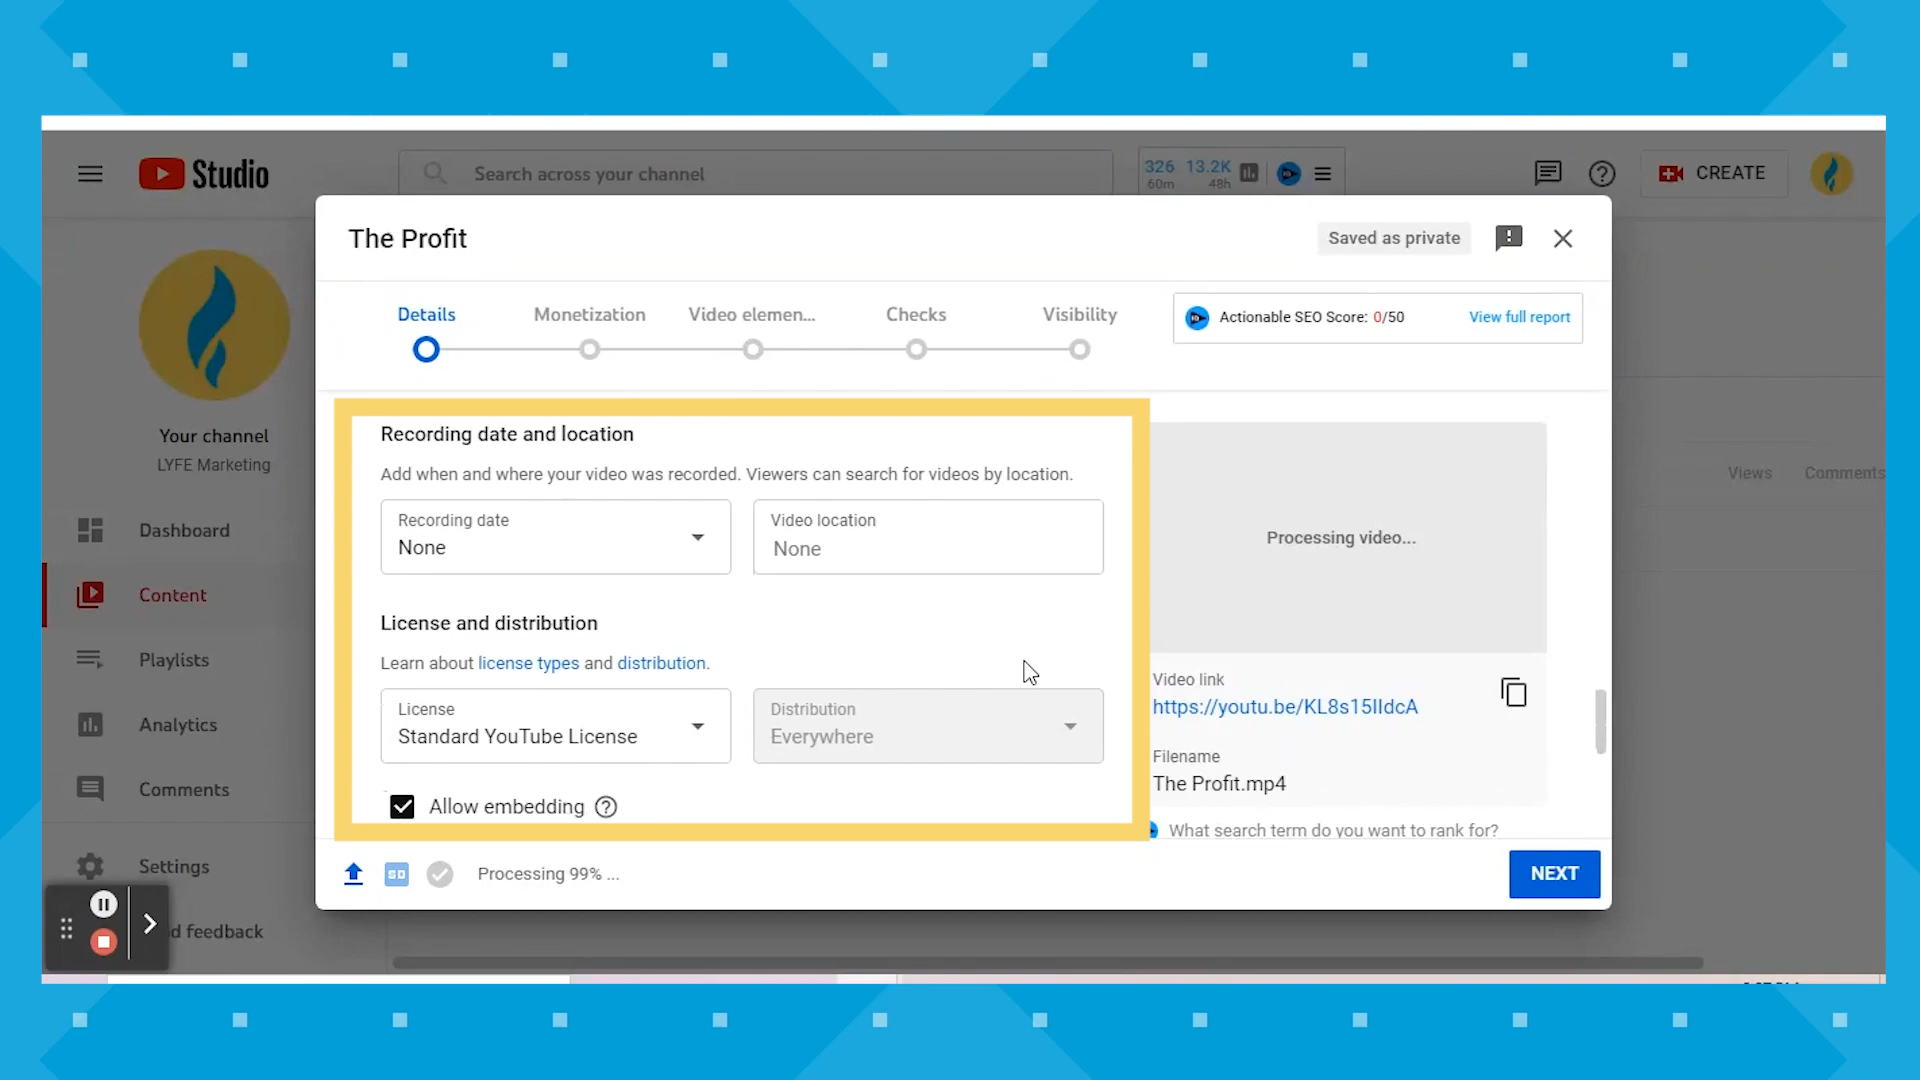 Studio
Search across your channel
326 13.2K
60m 48h
CREATE
The Profit
Saved as private
Details
Monetization
Video elemen...
Checks
Visibility
Actionable SEO Score: 0/50
View full report
Your channel
LYFE Marketing
Dashboard
Content
Playlists
Analytics
Comments
Settings
d feedback
Recording date and location
Add when and where your video was recorded. Viewers can search for videos by location.
Recording date
None
Video location
None
License and distribution
Learn about license types and distribution.
License
Standard YouTube License
Distribution
Everywhere
Allow embedding
Processing video...
Video link
https://youtu.be/KL8s15IIdcA
Filename
The Profit.mp4
What search term do you want to rank for?
Views
Comments
SD
Processing 99% ...
NEXT